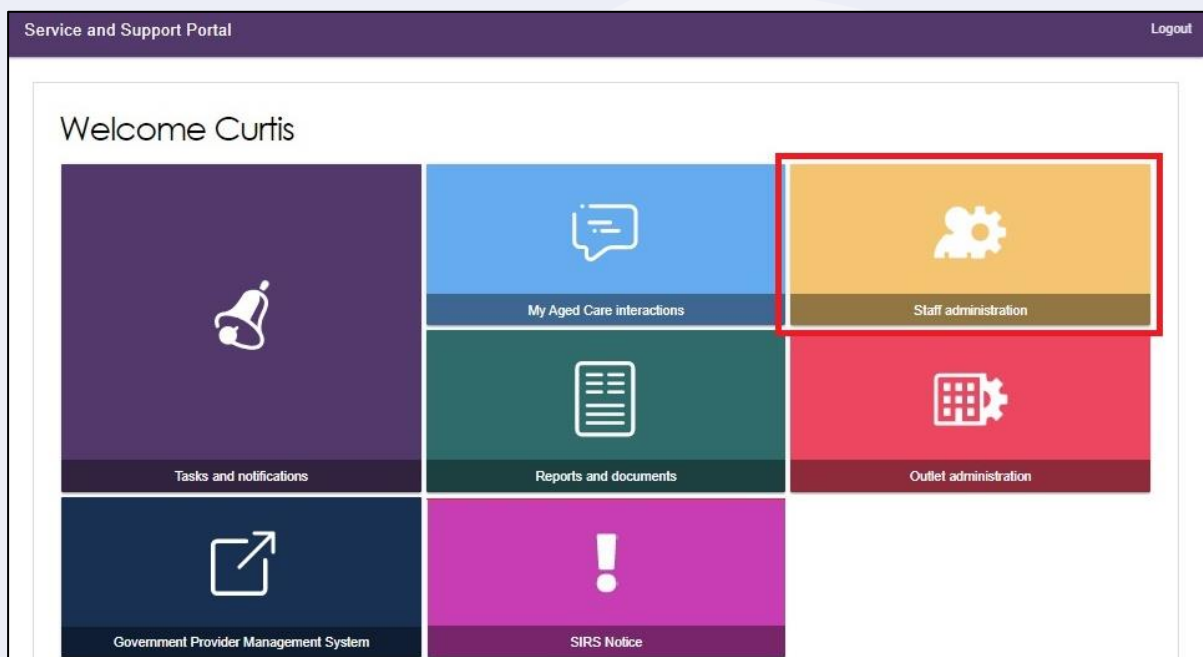 Service and Support Portal
Logout
Welcome Curtis
My Aged Care interactions
Staff administration
Tasks and notifications
Reports and documents
Outlet administration
Government Provider Management System
SIRS Notice